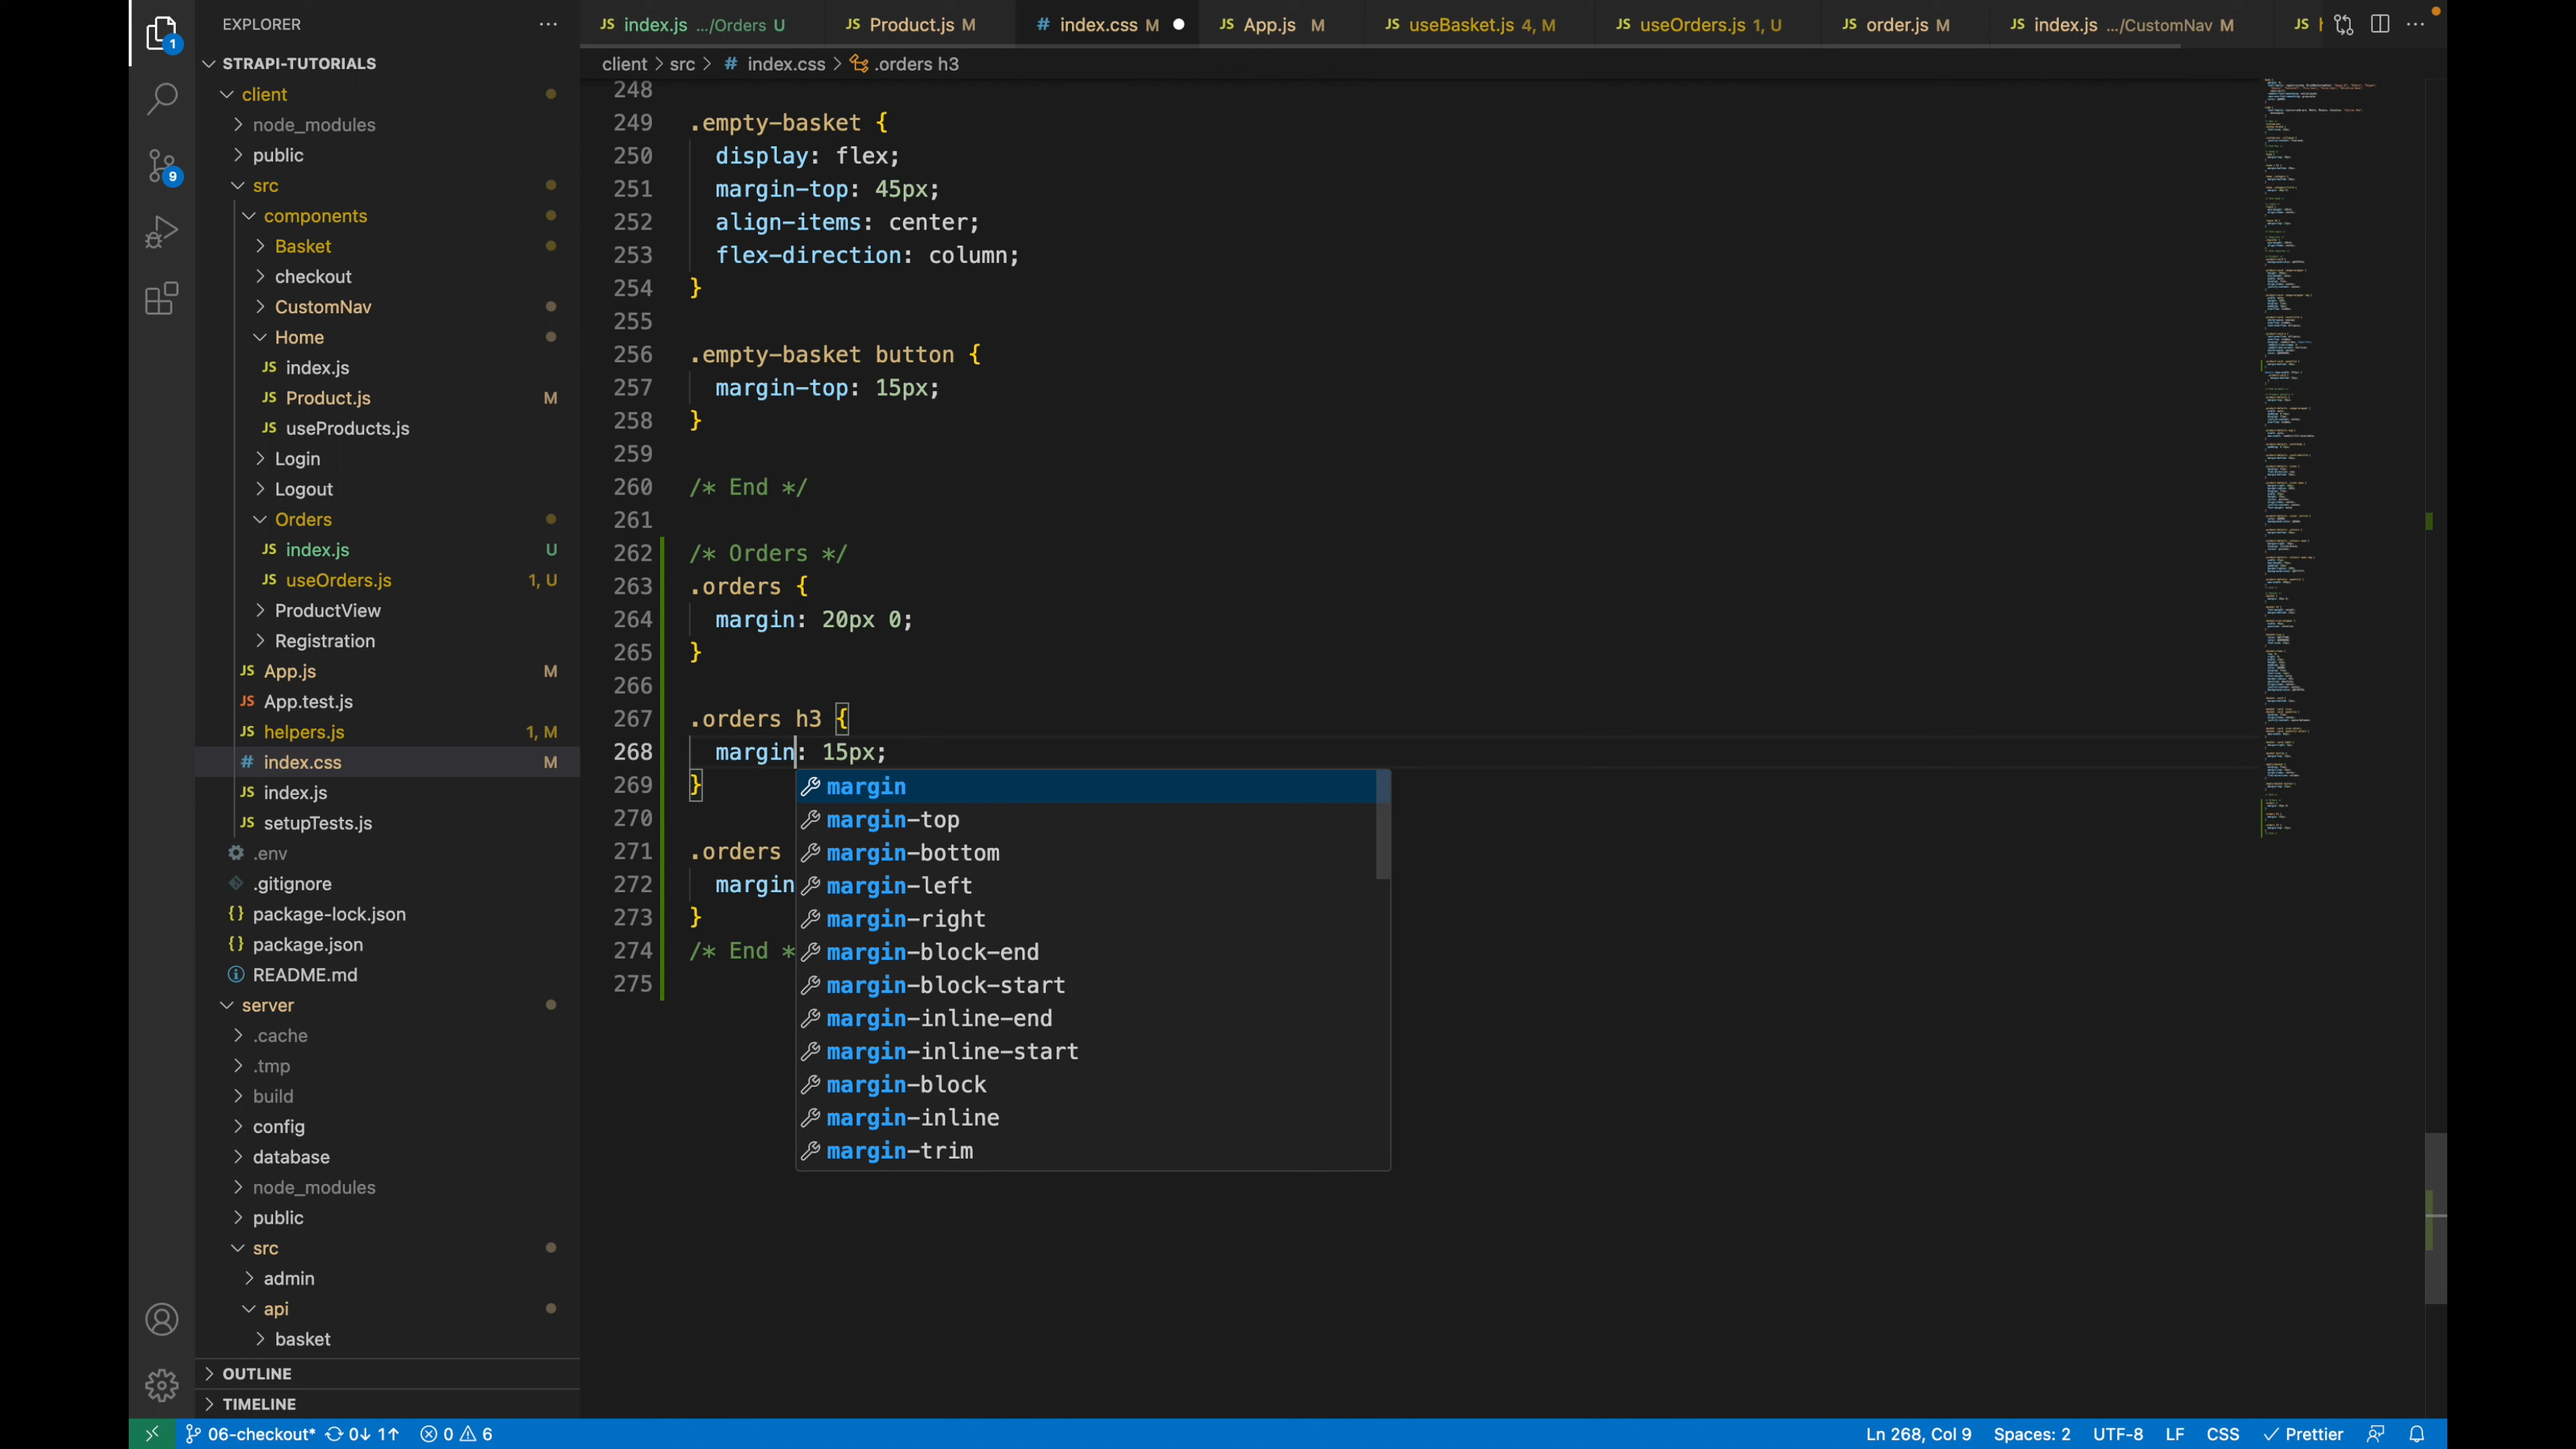 EXPLORER
STRAPI-TUTORIALS
client
node_modules
public
src
components
Basket
checkout
CustomNav
Home
JS index.js
JS Product.js M
JS useProducts.js
Login
Logout
Orders
JS index.js U
JS useOrders.js 1, U
ProductView
Registration
JS App.js M
JS App.test.js
JS helpers.js 1, M
# index.css M
JS index.js
JS setupTests.js
.env
.gitignore
{} package-lock.json
{} package.json
README.md
server
.cache
.tmp
build
config
database
node_modules
public
src
admin
api
basket
OUTLINE
TIMELINE
1
9
JS index.js .../Orders U
JS Product.js M
# index.css M
JS App.js M
JS useBasket.js 4, M
JS useOrders.js 1, U
JS order.js M
JS index.js .../CustomNav M
JS
client > src > # index.css > .orders h3
248
249 .empty-basket {
250 display: flex;
251 margin-top: 45px;
252 align-items: center;
253 flex-direction: column;
254 }
255
256 .empty-basket button {
257 margin-top: 15px;
258 }
259
260 /* End */
261
262 /* Orders */
263 .orders {
264 margin: 20px 0;
265 }
266
267 .orders h3 {
268 margin: 15px;
269 }
270
271 .orders
272 margin
273 }
274 /* End *
275
margin
margin-top
margin-bottom
margin-left
margin-right
margin-block-end
margin-block-start
margin-inline-end
margin-inline-start
margin-block
margin-inline
margin-trim
06-checkout* 0↓ 1↑ 0 6
Ln 268, Col 9 Spaces: 2 UTF-8 LF CSS Prettier